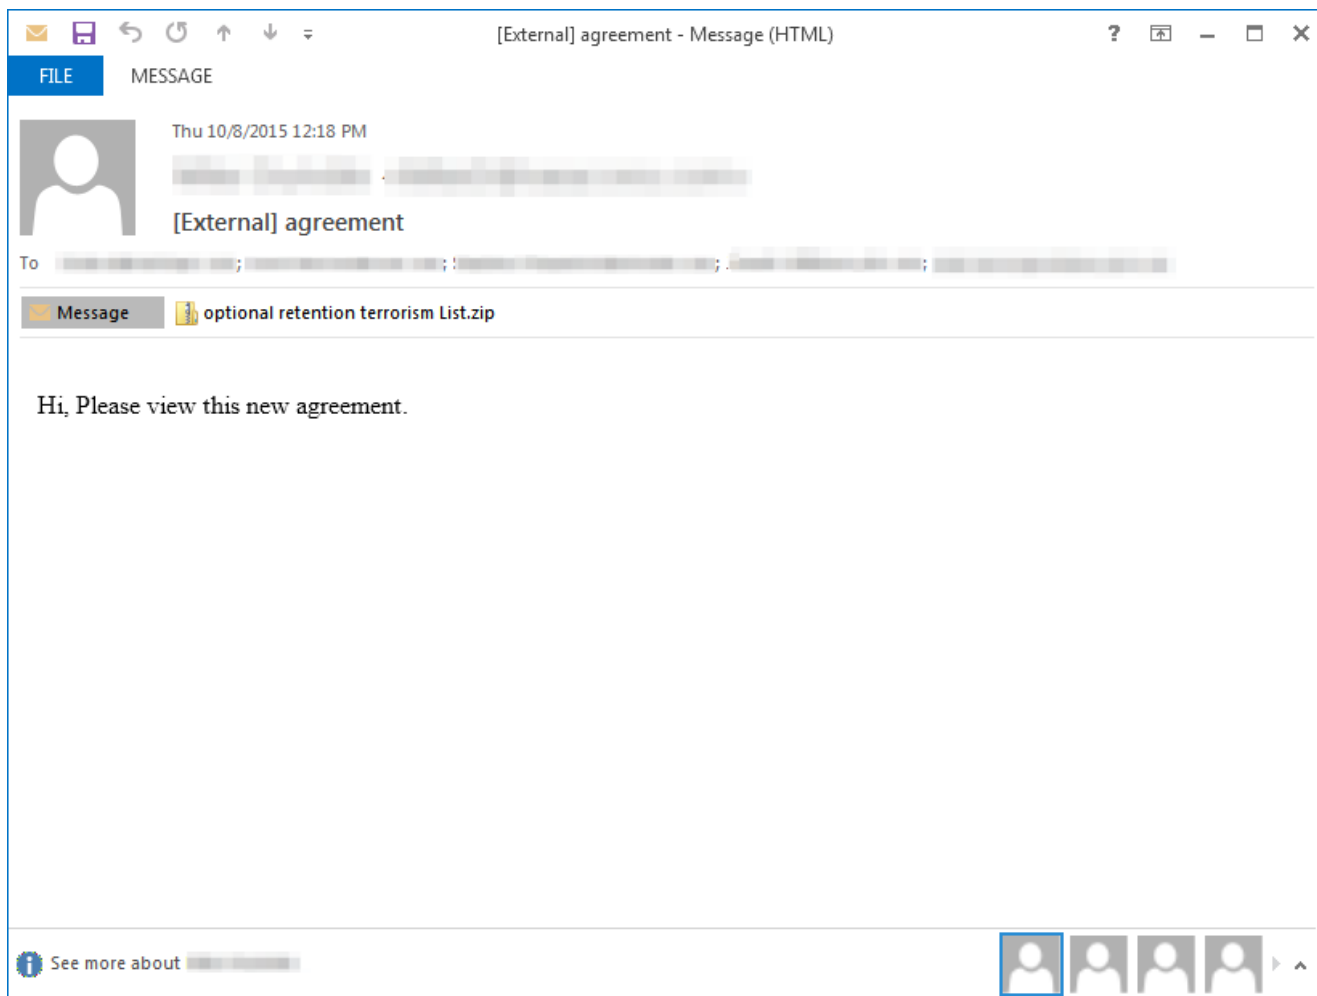 [External] agreement - Message (HTML)
?
FILE MESSAGE
Thu 10/8/2015 12:18 PM
[External] agreement
To ; ; ; ;
Message optional retention terrorism List.zip
Hi, Please view this new agreement.
See more about